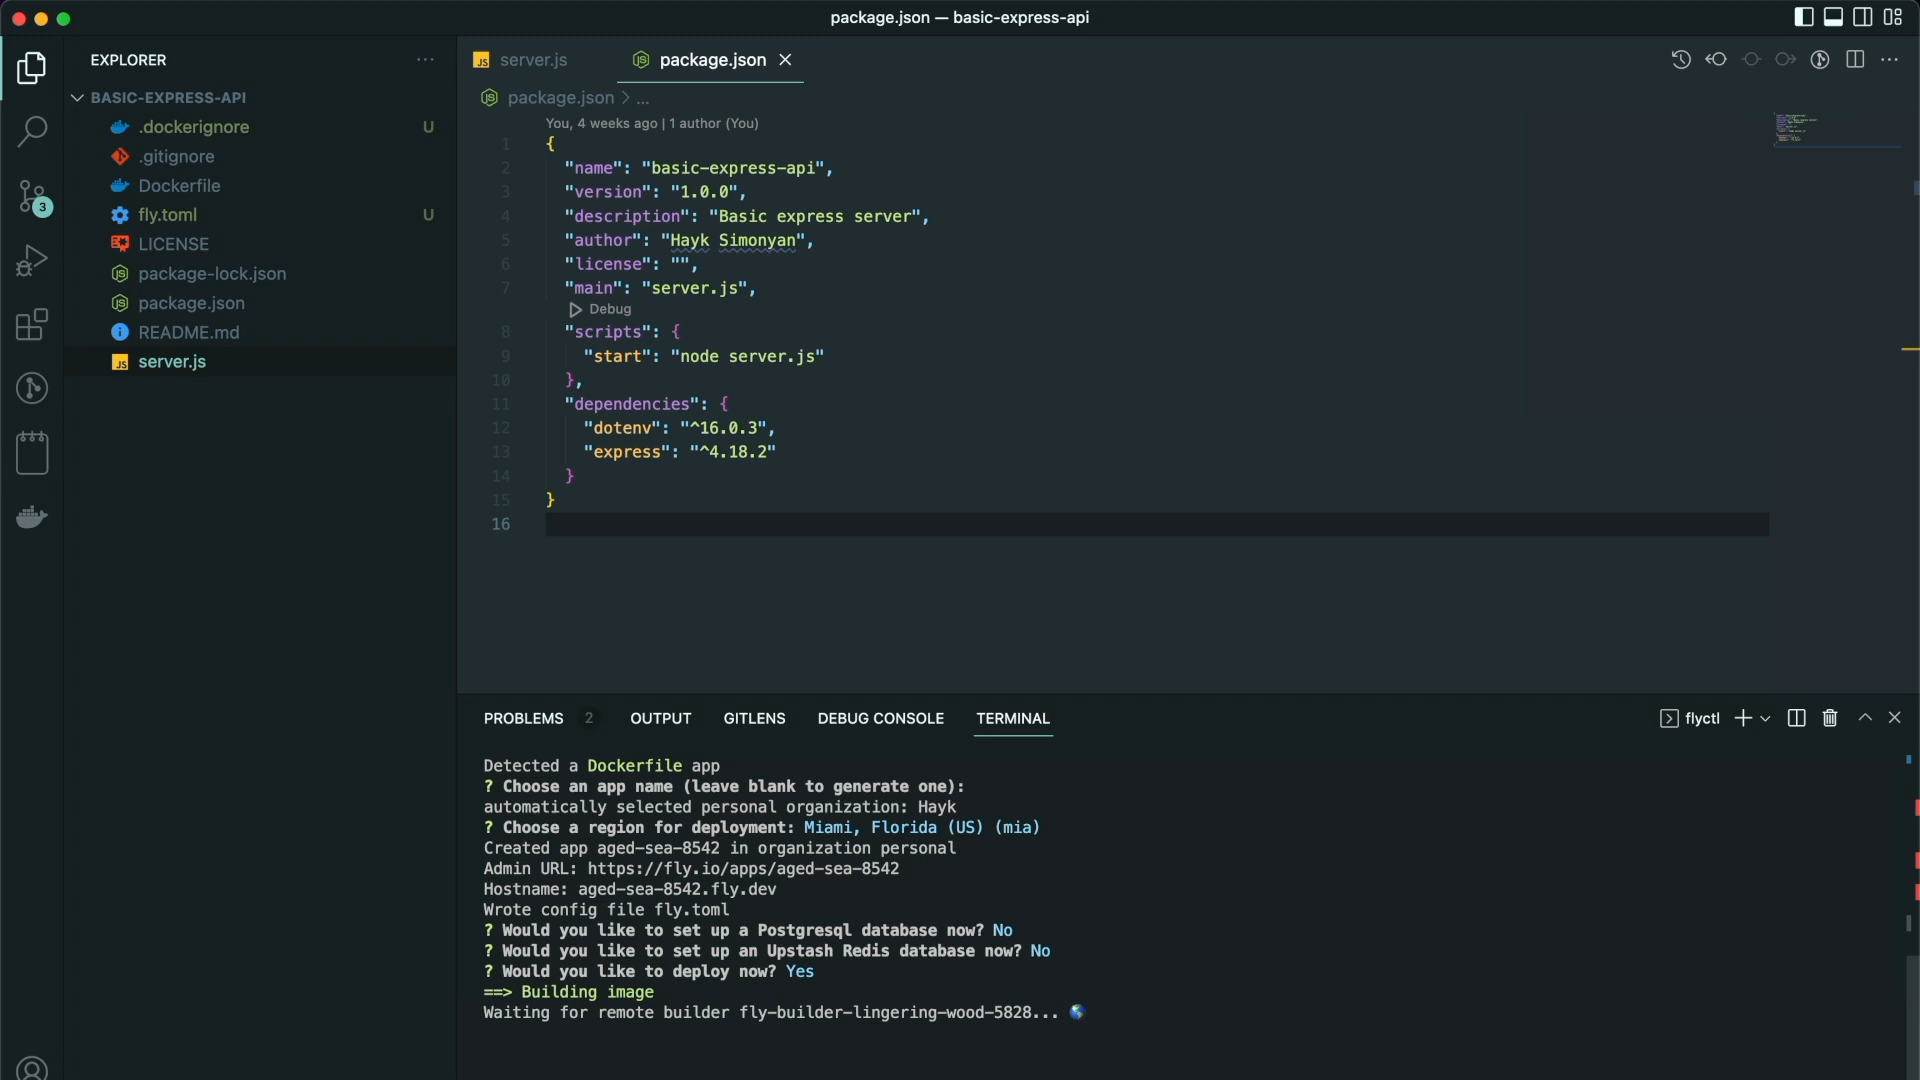 package.json — basic-express-api
EXPLORER
BASIC-EXPRESS-API
.dockerignore U
.gitignore
Dockerfile
fly.toml U
LICENSE
package-lock.json
package.json
README.md
server.js
3
server.js
package.json
package.json > ...
You, 4 weeks ago | 1 author (You)
1 {
2 "name": "basic-express-api",
3 "version": "1.0.0",
4 "description": "Basic express server",
5 "author": "Hayk Simonyan",
6 "license": "",
7 "main": "server.js",
Debug
8 "scripts": {
9 "start": "node server.js"
10 },
11 "dependencies": {
12 "dotenv": "^16.0.3",
13 "express": "^4.18.2"
14 }
15 }
16
PROBLEMS 2 OUTPUT GITLENS DEBUG CONSOLE TERMINAL
flyctl
Detected a Dockerfile app
? Choose an app name (leave blank to generate one):
automatically selected personal organization: Hayk
? Choose a region for deployment: Miami, Florida (US) (mia)
Created app aged-sea-8542 in organization personal
Admin URL: https://fly.io/apps/aged-sea-8542
Hostname: aged-sea-8542.fly.dev
Wrote config file fly.toml
? Would you like to set up a Postgresql database now? No
? Would you like to set up an Upstash Redis database now? No
? Would you like to deploy now? Yes
==> Building image
Waiting for remote builder fly-builder-lingering-wood-5828... 🌎